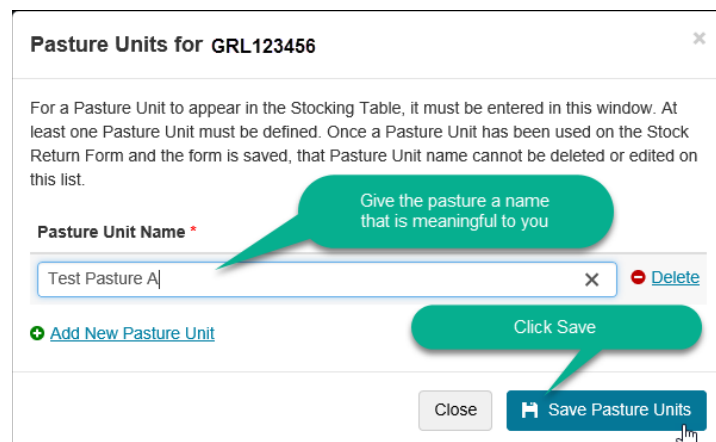 Pasture Units for GRL123456
×
For a Pasture Unit to appear in the Stocking Table, it must be entered in this window. At
least one Pasture Unit must be defined. Once a Pasture Unit has been used on the Stock
Return Form and the form is saved, that Pasture Unit name cannot be deleted or edited on
this list.
Give the pasture a name
that is meaningful to you
Pasture Unit Name *
Test Pasture A
Delete
Add New Pasture Unit
Click Save
Close
Save Pasture Units